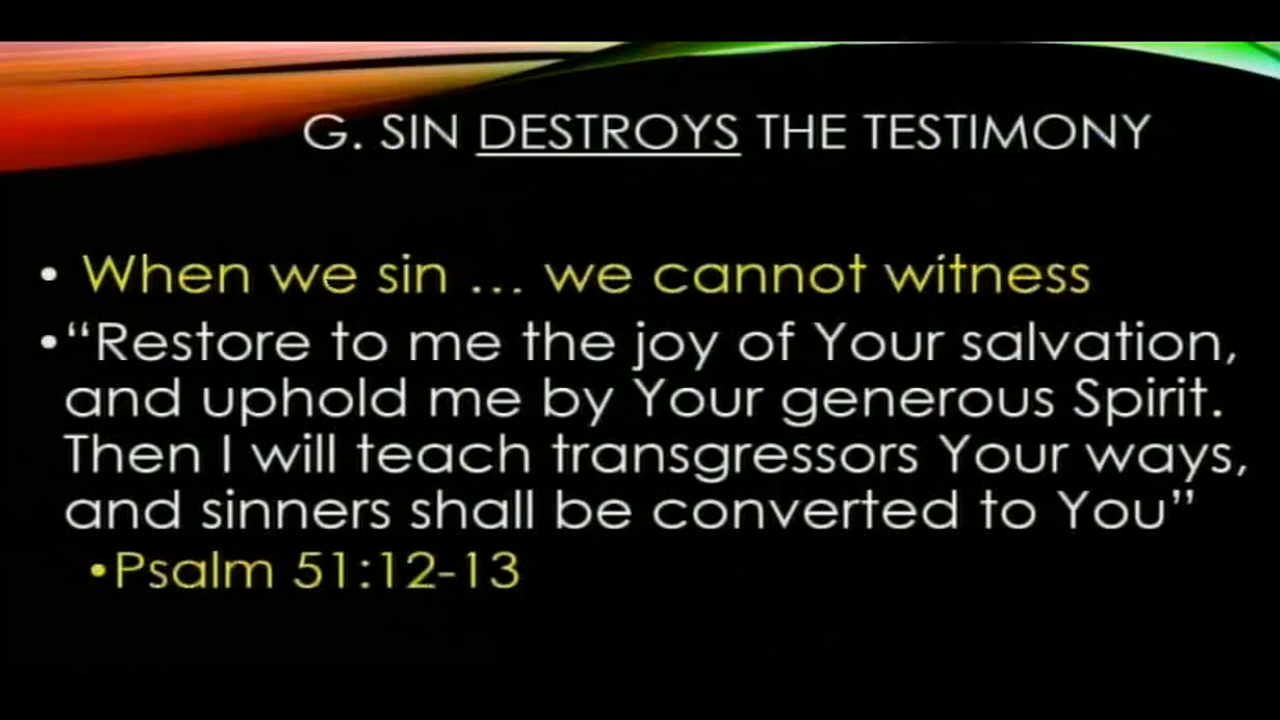 G. SIN DESTROYS THE TESTIMONY
• When we sin ... we cannot witness
• “Restore to me the joy of Your salvation,
and uphold me by Your generous Spirit.
Then I will teach transgressors Your ways,
and sinners shall be converted to You”
• Psalm 51:12-13